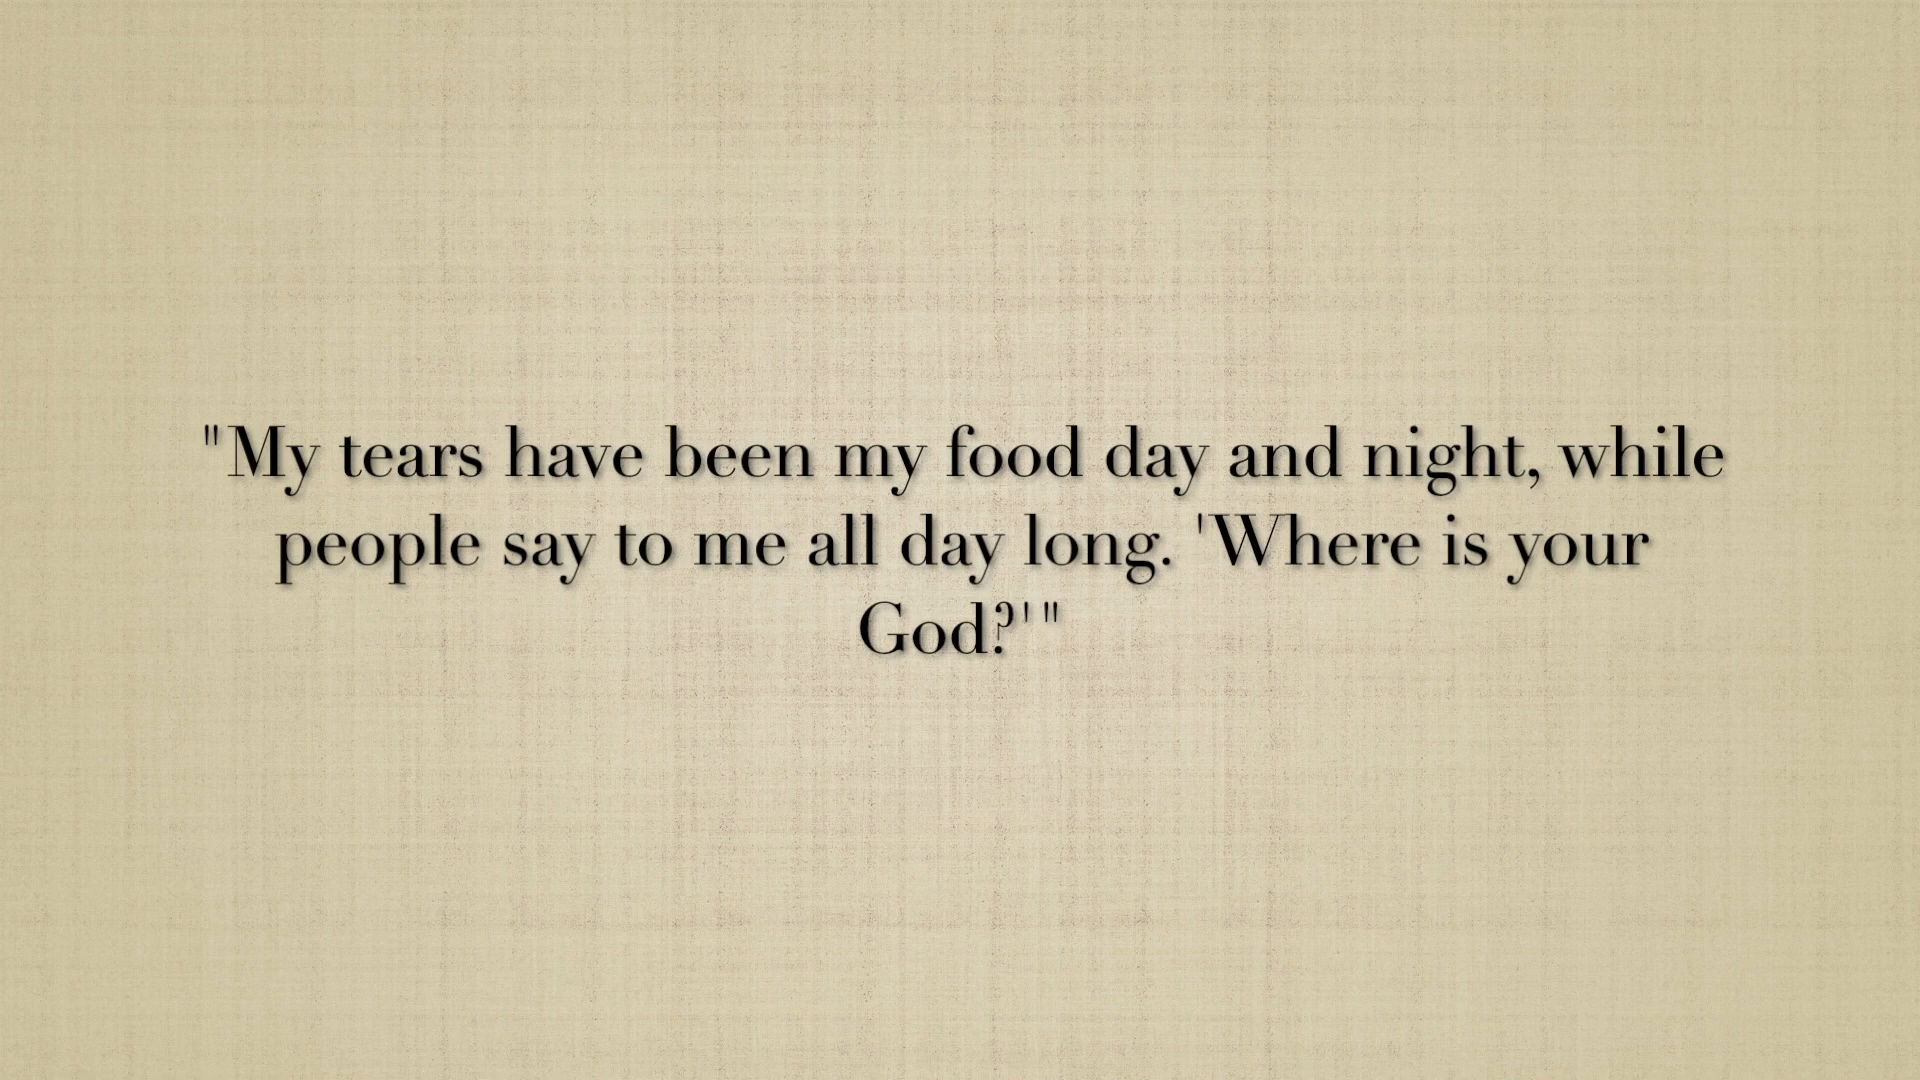 "My tears have been my food day and night, while
people say to me all day long. 'Where is your
God?'"